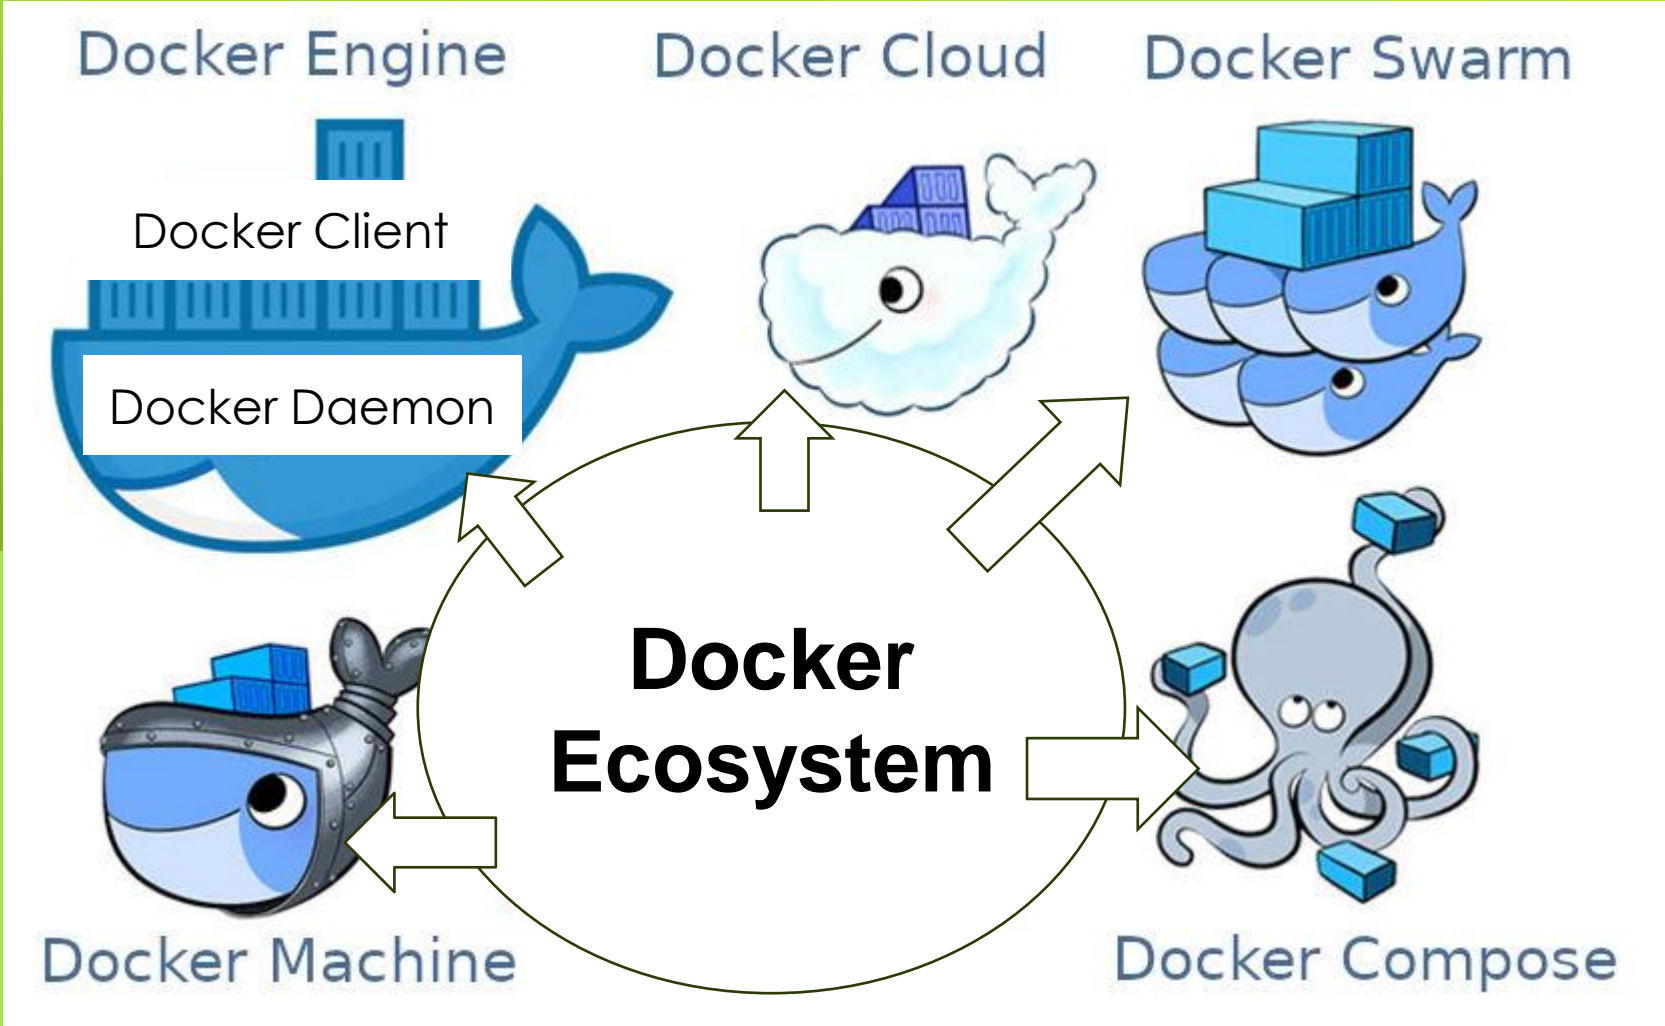 Docker Engine
Docker Cloud
Docker Swarm
Docker Client
Docker Daemon
Docker
Ecosystem
Docker Machine
Docker Compose